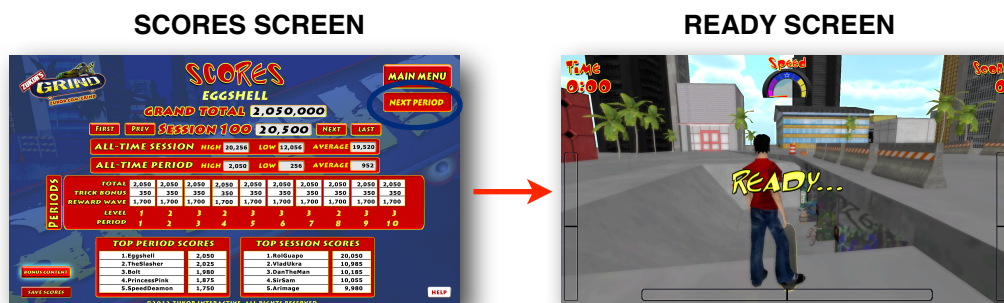 SCORES SCREEN
READY SCREEN
ZUKOR'S
GRIND
SCORES
MAIN MENU
EGGSHELL
NEXT PERIOD
GRAND TOTAL 2,050,000
FIRST PREV SESSION 100 20,500 NEXT LAST
ALL-TIME SESSION HIGH 20,256 LOW 12,056 AVERAGE 19,520
ALL-TIME PERIOD HIGH 2,050 LOW 256 AVERAGE 952
PERIODS
TOTAL 2,050 2,050 2,050 2,050 2,050 2,050 2,050 2,050 2,050 2,050
TRICK BONUS 350 350 350 350 350 350 350 350 350 350
REWARD WAVE 1,700 1,700 1,700 1,700 1,700 1,700 1,700 1,700 1,700 1,700
LEVEL 1 2 3 2 3 3 3 2 3 3
PERIOD 1 2 3 4 5 6 7 8 9 10
TOP PERIOD SCORES
1.Eggshell 2,050
2.TheSlasher 2,025
3.Bolt 1,980
4.PrincessPink 1,875
5.SpeedDeamon 1,750
TOP SESSION SCORES
1.RolGuapo 20,050
2.VladUkra 10,985
3.DanTheMan 10,185
4.SirSam 10,055
5.Arimage 9,980
BONUS CONTENT
SAVE SCORES
HELP
©2012 ZUKOR INTERACTIVE. ALL RIGHTS RESERVED
Time
0:00
Speed
READY...